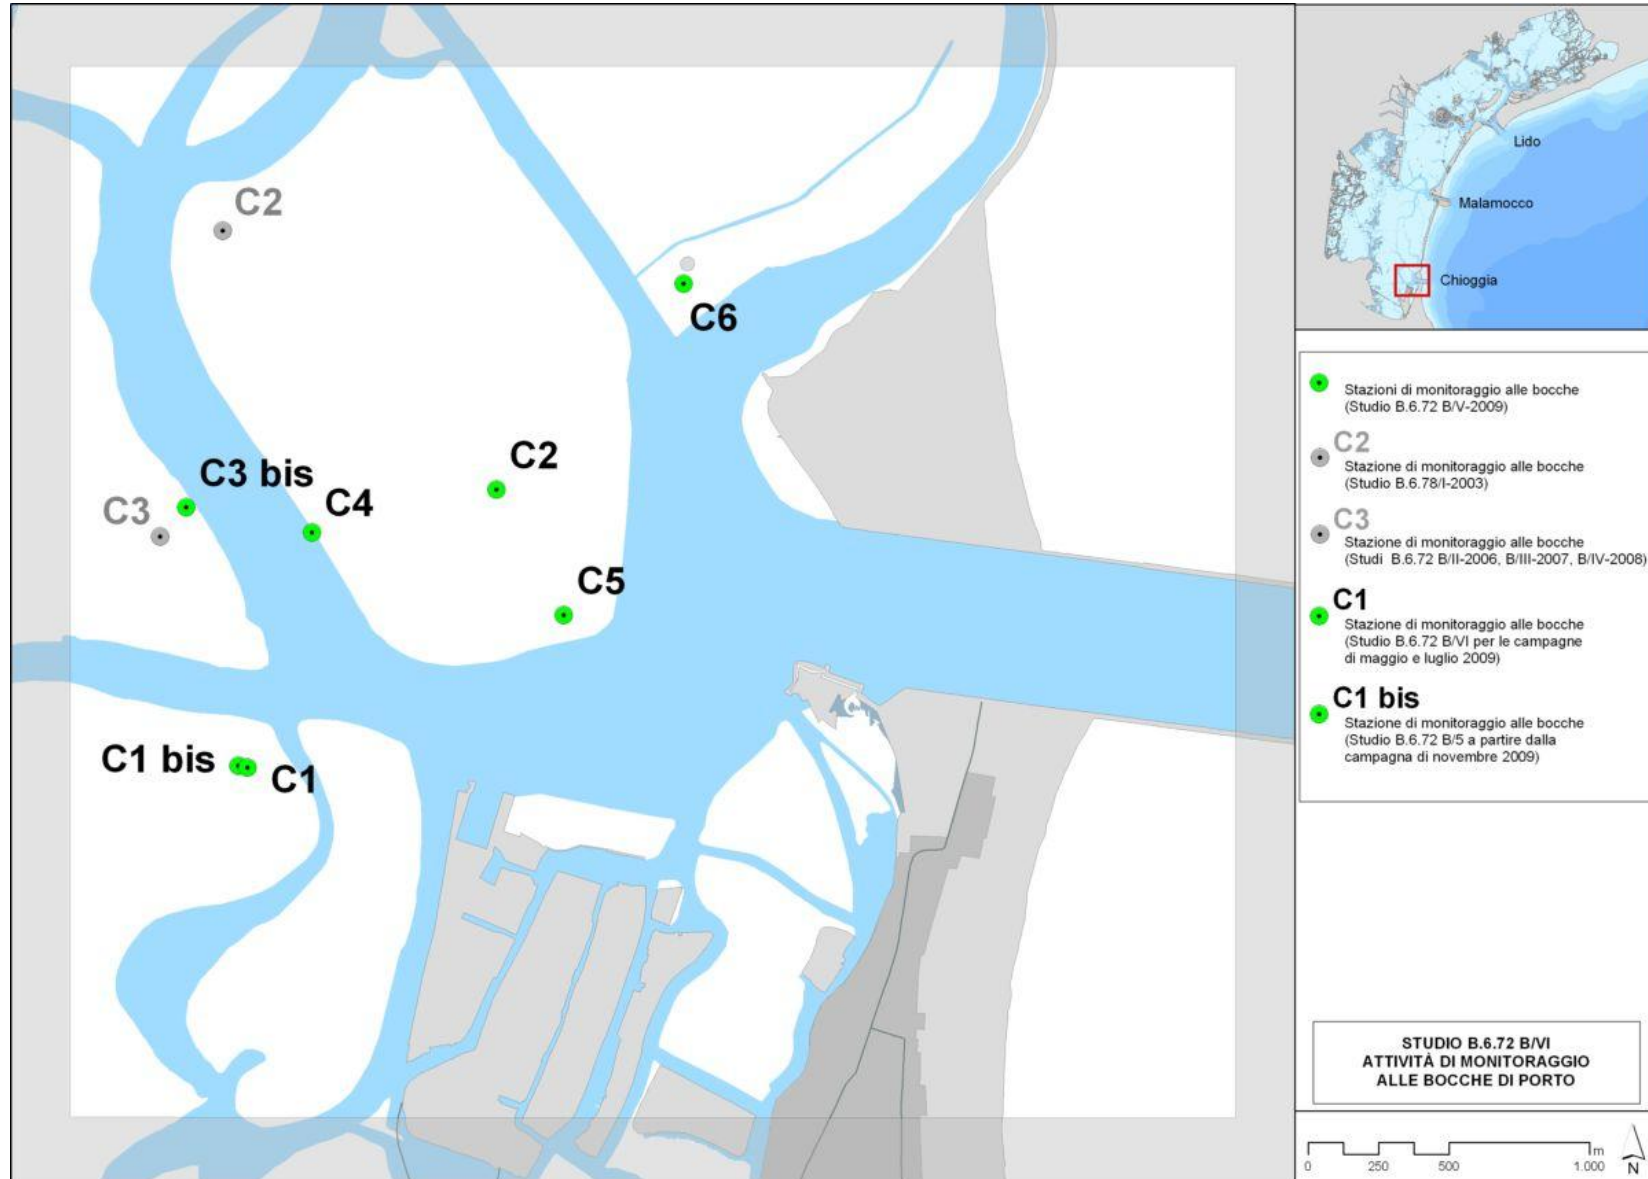 C2
C6
C2
C3 bis
C3
C4
C5
C1 bis
C1
Lido
Malamocco
Chioggia
Stazioni di monitoraggio alle bocche
(Studio B.6.72 B/V-2009)
C2
Stazione di monitoraggio alle bocche
(Studio B.6.78/I-2003)
C3
Stazione di monitoraggio alle bocche
(Studi B.6.72 B/II-2006, B/III-2007, B/IV-2008)
C1
Stazione di monitoraggio alle bocche
(Studio B.6.72 B/VI per le campagne
di maggio e luglio 2009)
C1 bis
Stazione di monitoraggio alle bocche
(Studio B.6.72 B/5 a partire dalla
campagna di novembre 2009)
STUDIO B.6.72 B/VI
ATTIVITÀ DI MONITORAGGIO
ALLE BOCCHE DI PORTO
m
0 250 500 1.000
N